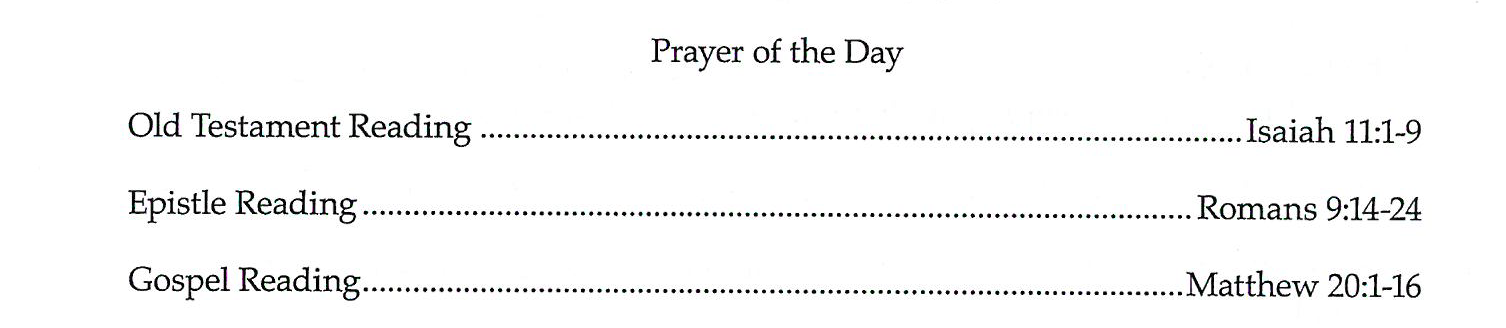 Prayer of the Day
Old Testament Reading ........................................................................................... Isaiah 11:1-9
Epistle Reading ................................................................................................... Romans 9:14-24
Gospel Reading.................................................................................................. Matthew 20:1-16